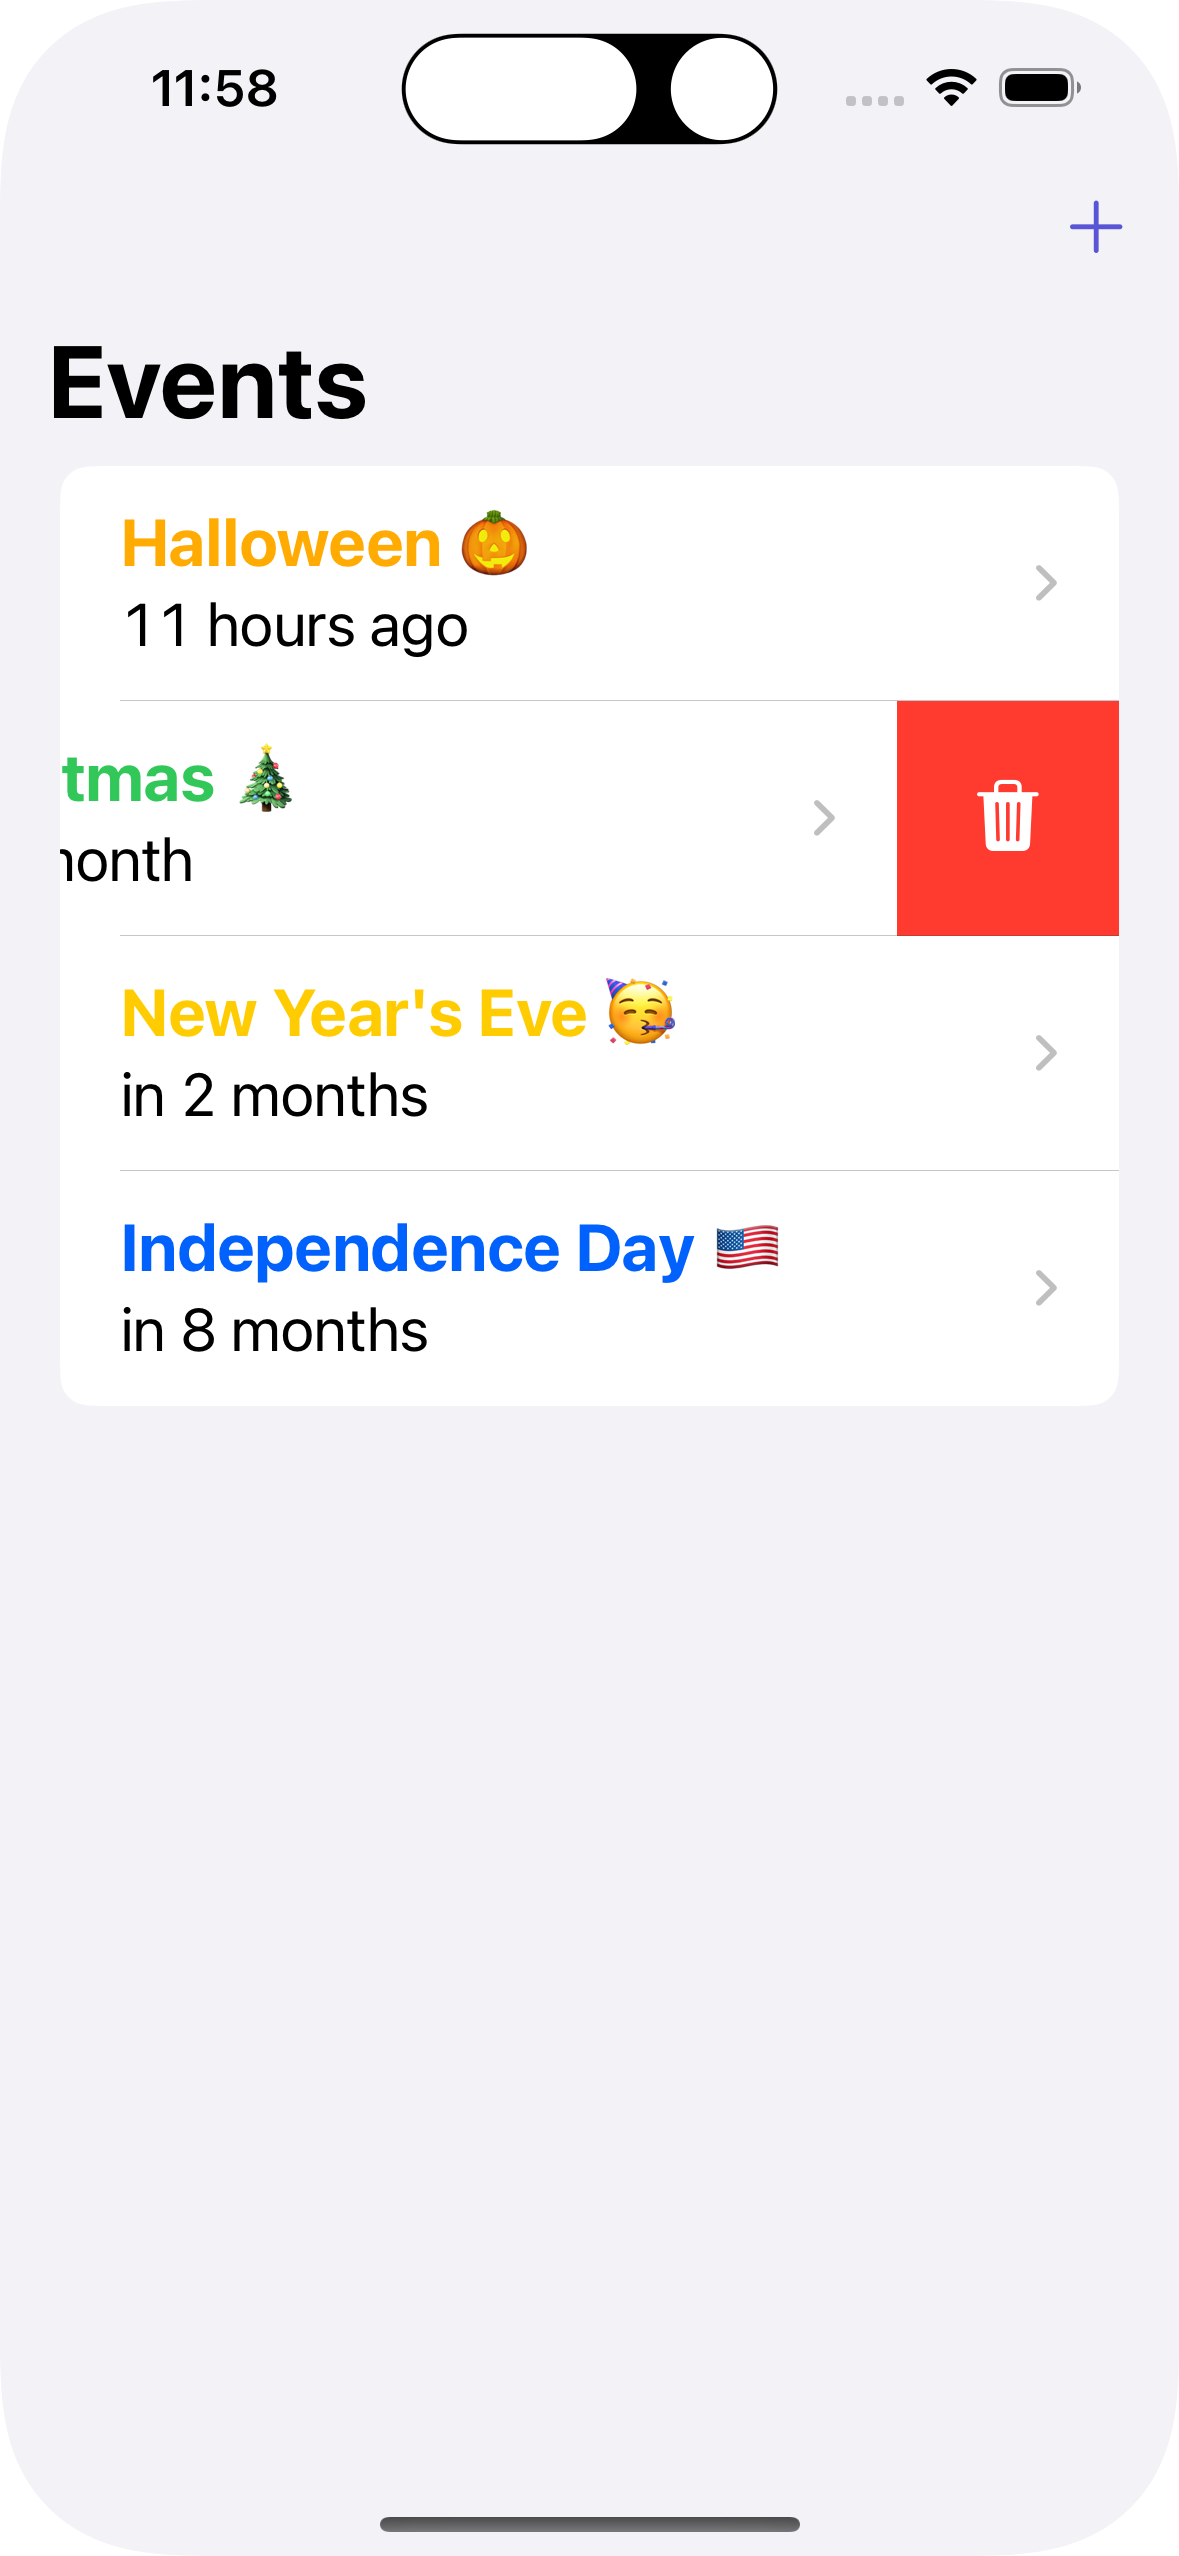 11:58
Events
Halloween 🎃
11 hours ago
tmas 🎄
onth
New Year's Eve 🥳
in 2 months
Independence Day 🇺🇸
in 8 months